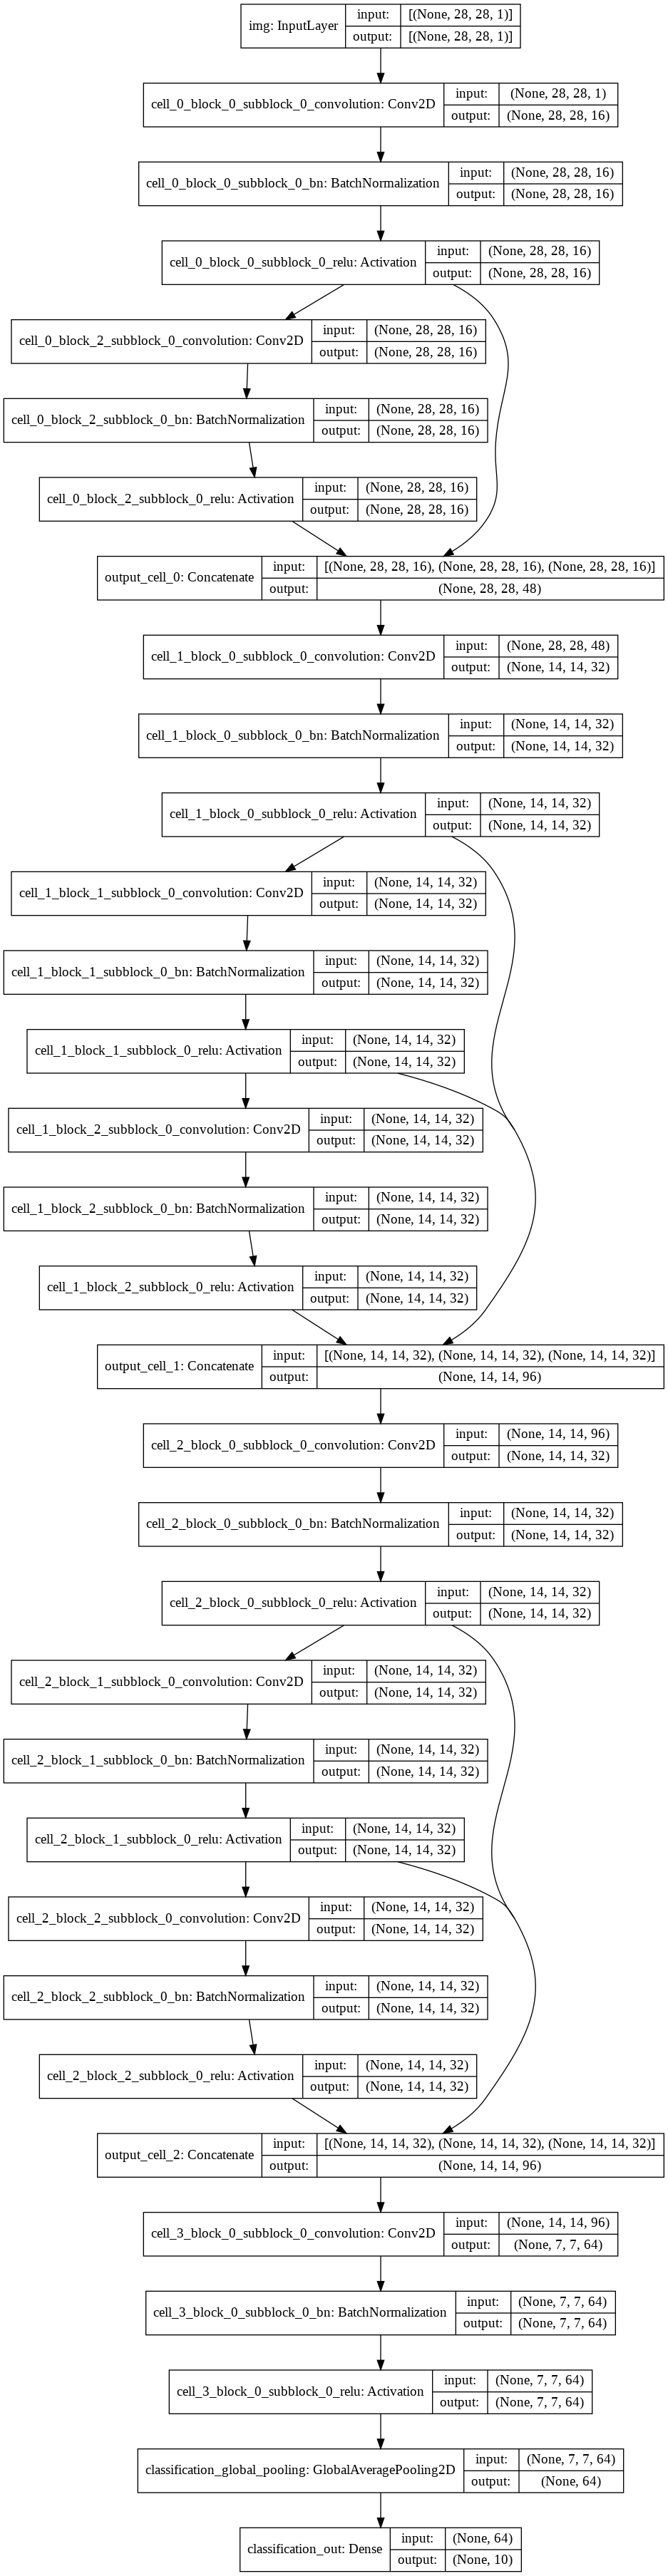 img: InputLayer
input: [(None, 28, 28, 1)]
output: [(None, 28, 28, 1)]
cell_0_block_0_subblock_0_convolution: Conv2D
input: (None, 28, 28, 1)
output: (None, 28, 28, 16)
cell_0_block_0_subblock_0_bn: BatchNormalization
input: (None, 28, 28, 16)
output: (None, 28, 28, 16)
cell_0_block_0_subblock_0_relu: Activation
input: (None, 28, 28, 16)
output: (None, 28, 28, 16)
cell_0_block_2_subblock_0_convolution: Conv2D
input: (None, 28, 28, 16)
output: (None, 28, 28, 16)
cell_0_block_2_subblock_0_bn: BatchNormalization
input: (None, 28, 28, 16)
output: (None, 28, 28, 16)
cell_0_block_2_subblock_0_relu: Activation
input: (None, 28, 28, 16)
output: (None, 28, 28, 16)
output_cell_0: Concatenate
input: [(None, 28, 28, 16), (None, 28, 28, 16), (None, 28, 28, 16)]
output: (None, 28, 28, 48)
cell_1_block_0_subblock_0_convolution: Conv2D
input: (None, 28, 28, 48)
output: (None, 14, 14, 32)
cell_1_block_0_subblock_0_bn: BatchNormalization
input: (None, 14, 14, 32)
output: (None, 14, 14, 32)
cell_1_block_0_subblock_0_relu: Activation
input: (None, 14, 14, 32)
output: (None, 14, 14, 32)
cell_1_block_1_subblock_0_convolution: Conv2D
input: (None, 14, 14, 32)
output: (None, 14, 14, 32)
cell_1_block_1_subblock_0_bn: BatchNormalization
input: (None, 14, 14, 32)
output: (None, 14, 14, 32)
cell_1_block_1_subblock_0_relu: Activation
input: (None, 14, 14, 32)
output: (None, 14, 14, 32)
cell_1_block_2_subblock_0_convolution: Conv2D
input: (None, 14, 14, 32)
output: (None, 14, 14, 32)
cell_1_block_2_subblock_0_bn: BatchNormalization
input: (None, 14, 14, 32)
output: (None, 14, 14, 32)
cell_1_block_2_subblock_0_relu: Activation
input: (None, 14, 14, 32)
output: (None, 14, 14, 32)
output_cell_1: Concatenate
input: [(None, 14, 14, 32), (None, 14, 14, 32), (None, 14, 14, 32)]
output: (None, 14, 14, 96)
cell_2_block_0_subblock_0_convolution: Conv2D
input: (None, 14, 14, 96)
output: (None, 14, 14, 32)
cell_2_block_0_subblock_0_bn: BatchNormalization
input: (None, 14, 14, 32)
output: (None, 14, 14, 32)
cell_2_block_0_subblock_0_relu: Activation
input: (None, 14, 14, 32)
output: (None, 14, 14, 32)
cell_2_block_1_subblock_0_convolution: Conv2D
input: (None, 14, 14, 32)
output: (None, 14, 14, 32)
cell_2_block_1_subblock_0_bn: BatchNormalization
input: (None, 14, 14, 32)
output: (None, 14, 14, 32)
cell_2_block_1_subblock_0_relu: Activation
input: (None, 14, 14, 32)
output: (None, 14, 14, 32)
cell_2_block_2_subblock_0_convolution: Conv2D
input: (None, 14, 14, 32)
output: (None, 14, 14, 32)
cell_2_block_2_subblock_0_bn: BatchNormalization
input: (None, 14, 14, 32)
output: (None, 14, 14, 32)
cell_2_block_2_subblock_0_relu: Activation
input: (None, 14, 14, 32)
output: (None, 14, 14, 32)
output_cell_2: Concatenate
input: [(None, 14, 14, 32), (None, 14, 14, 32), (None, 14, 14, 32)]
output: (None, 14, 14, 96)
cell_3_block_0_subblock_0_convolution: Conv2D
input: (None, 14, 14, 96)
output: (None, 7, 7, 64)
cell_3_block_0_subblock_0_bn: BatchNormalization
input: (None, 7, 7, 64)
output: (None, 7, 7, 64)
cell_3_block_0_subblock_0_relu: Activation
input: (None, 7, 7, 64)
output: (None, 7, 7, 64)
classification_global_pooling: GlobalAveragePooling2D
input: (None, 7, 7, 64)
output: (None, 64)
classification_out: Dense
input: (None, 64)
output: (None, 10)